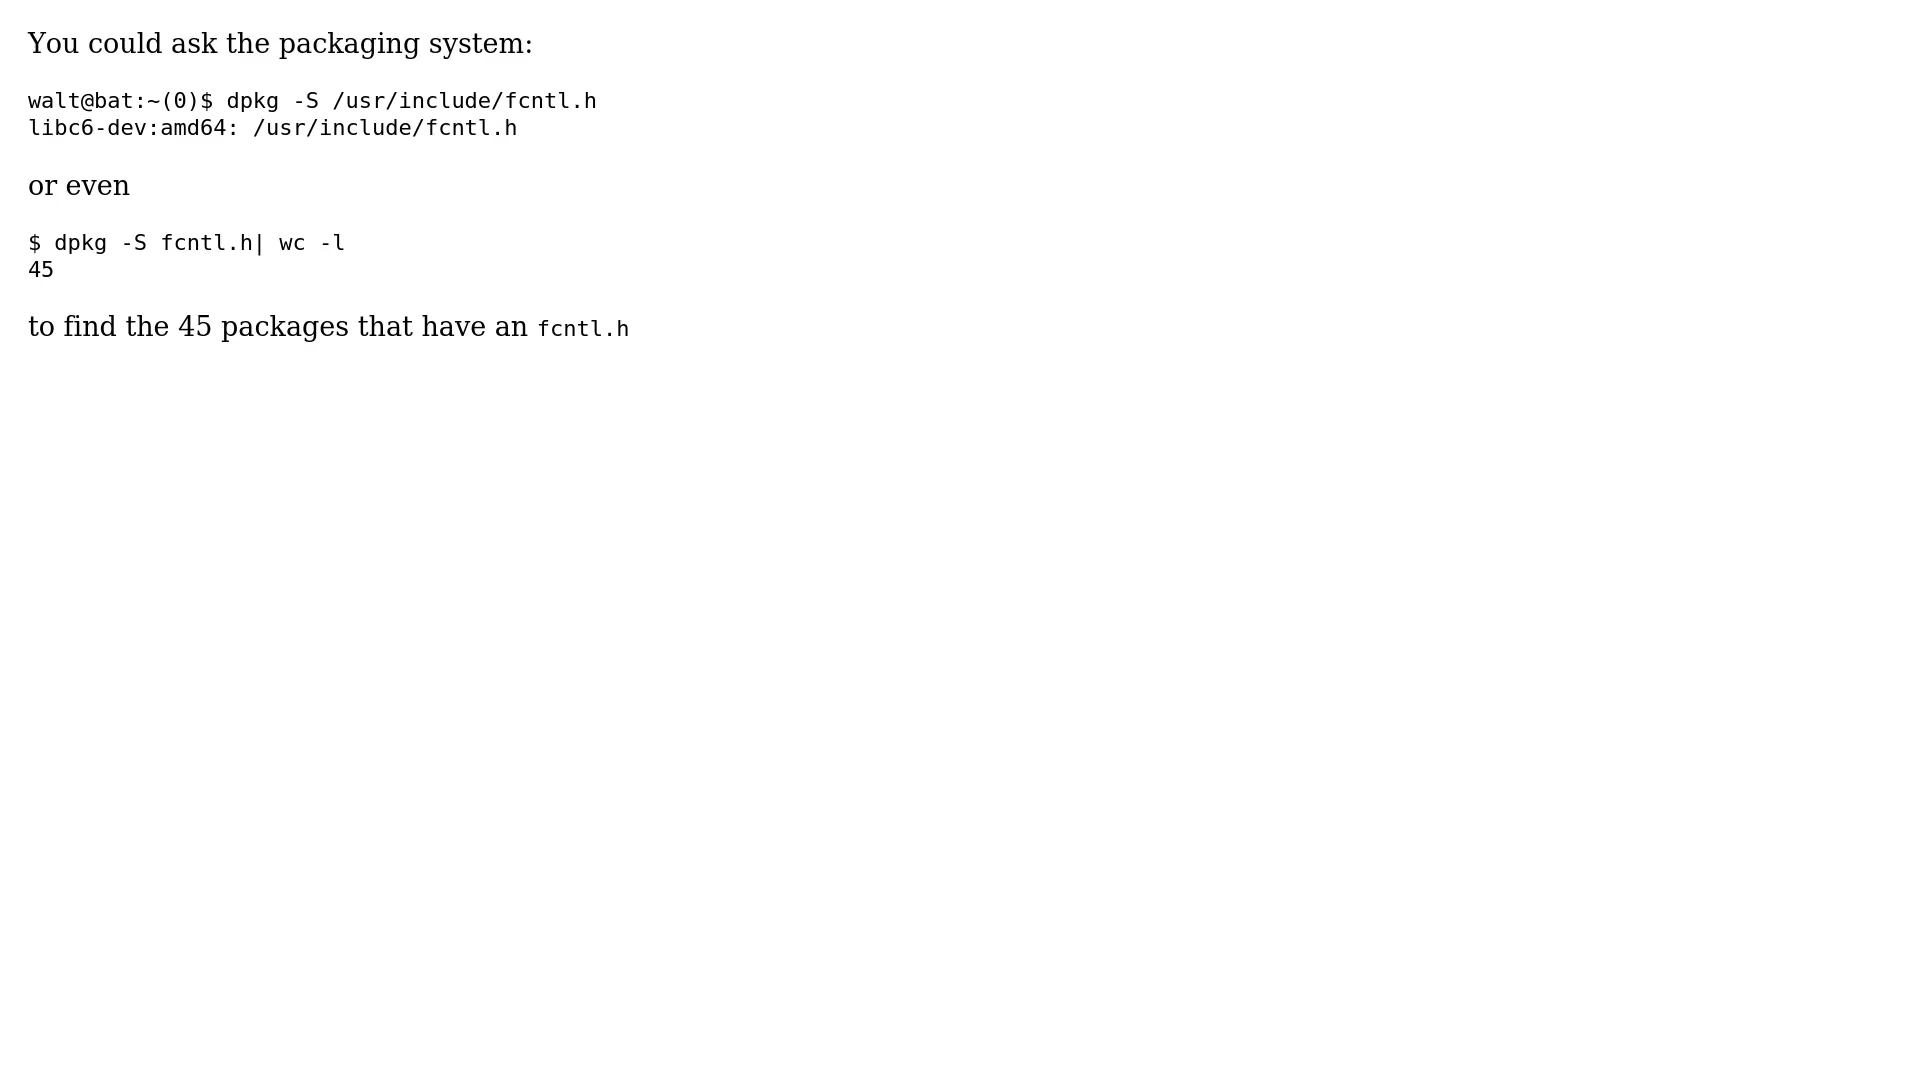 You could ask the packaging system:
walt@bat:~(0)$ dpkg -S /usr/include/fcntl.h
libc6-dev:amd64: /usr/include/fcntl.h
or even
$ dpkg -S fcntl.h| wc -l
45
to find the 45 packages that have an fcntl.h